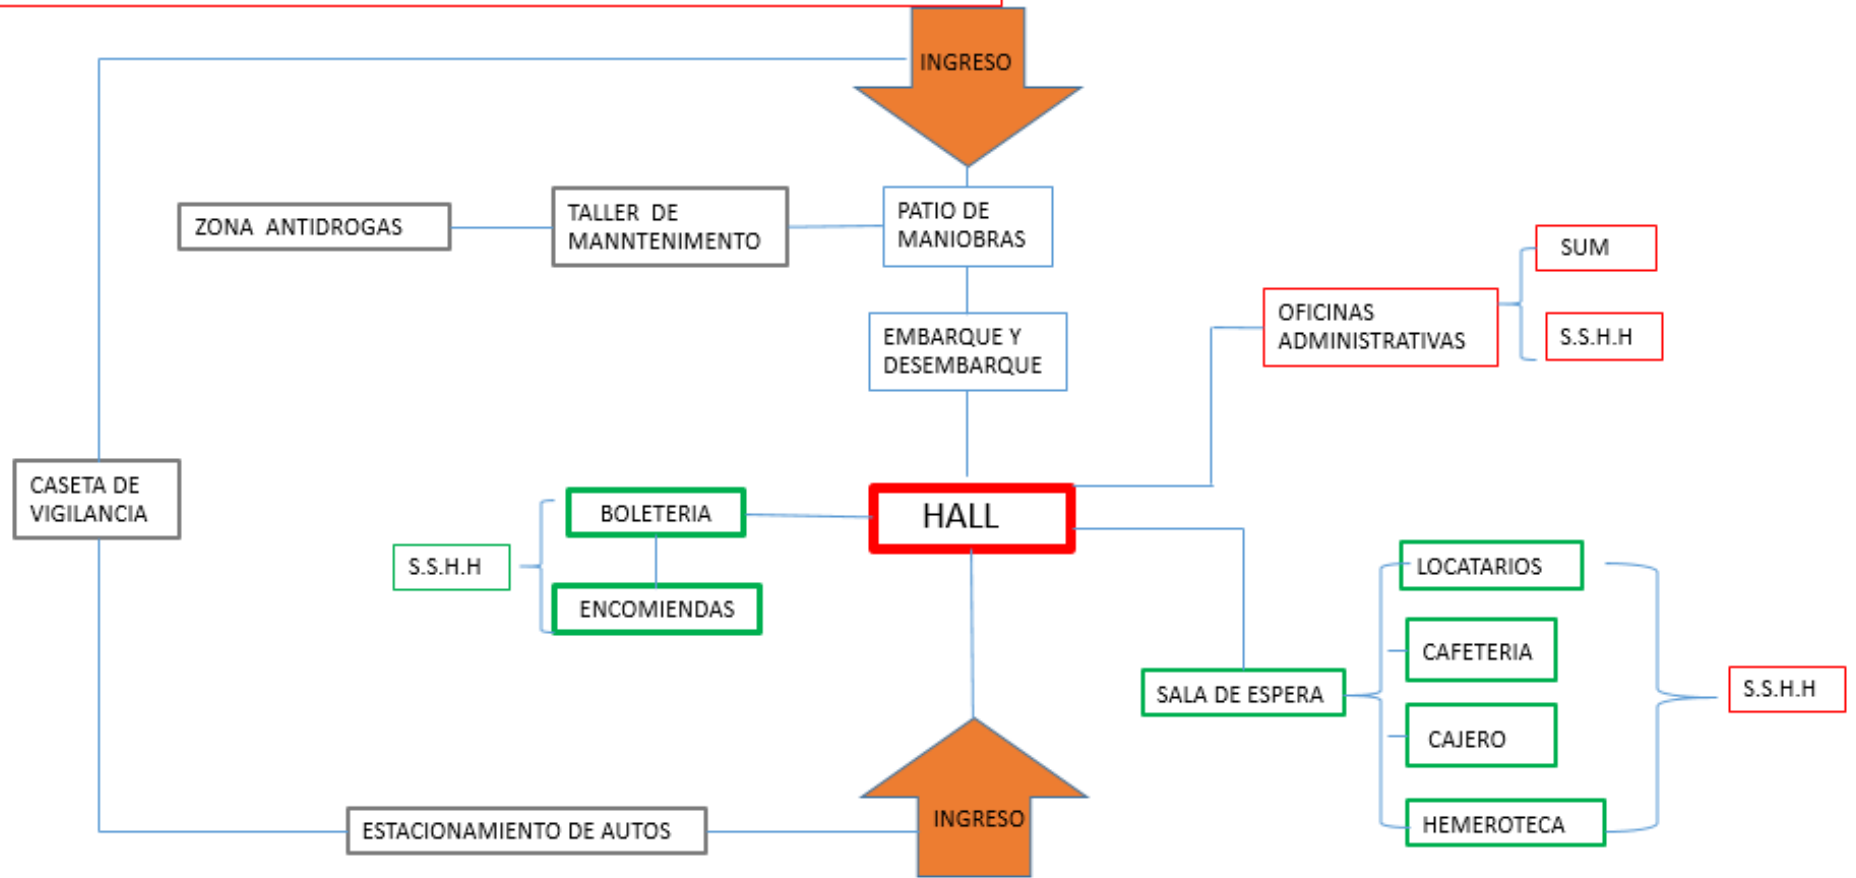 INGRESO
ZONA ANTIDROGAS
TALLER DE
MANNTENIMENTO
PATIO DE
MANIOBRAS
SUM
OFICINAS
ADMINISTRATIVAS
S.S.H.H
EMBARQUE Y
DESEMBARQUE
CASETA DE
VIGILANCIA
BOLETERIA
HALL
S.S.H.H
ENCOMIENDAS
LOCATARIOS
CAFETERIA
SALA DE ESPERA
S.S.H.H
CAJERO
HEMEROTECA
ESTACIONAMIENTO DE AUTOS
INGRESO